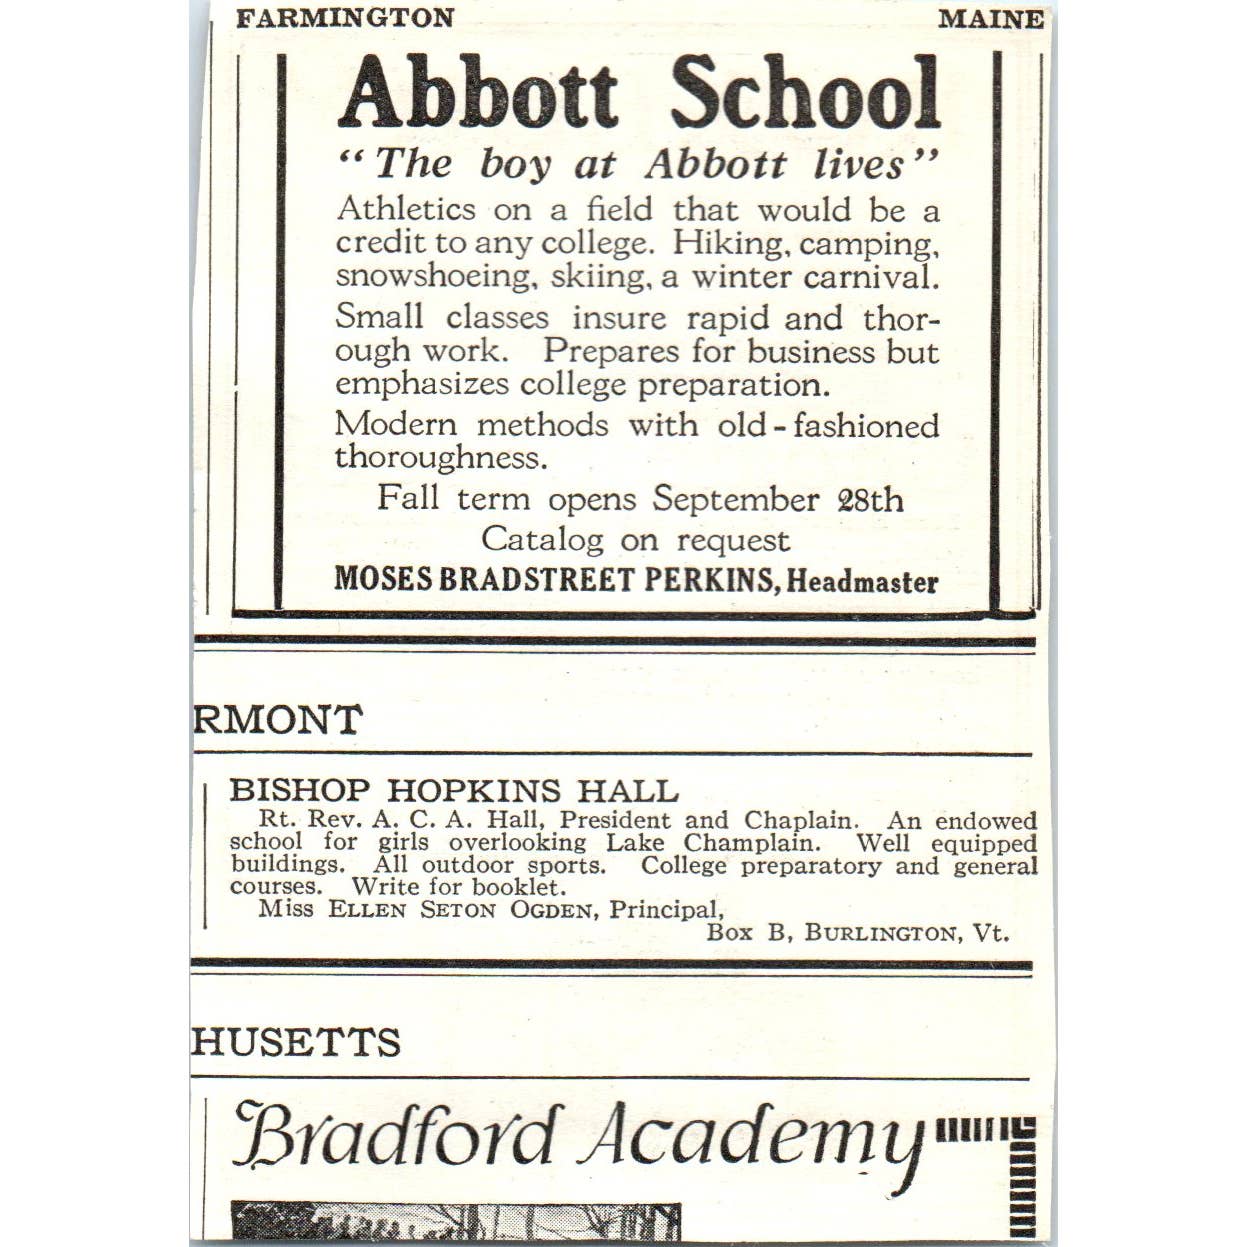 FARMINGTON MAINE
Abbott School
"The boy at Abbott lives"
Athletics on a field that would be a
credit to any college. Hiking, camping,
snowshoeing, skiing, a winter carnival.
Small classes insure rapid and thor-
ough work. Prepares for business but
emphasizes college preparation.
Modern methods with old-fashioned
thoroughness.
Fall term opens September 28th
Catalog on request
MOSES BRADSTREET PERKINS, Headmaster
RMONT
BISHOP HOPKINS HALL
Rt. Rev. A. C. A. Hall, President and Chaplain. An endowed
school for girls overlooking Lake Champlain. Well equipped
buildings. All outdoor sports. College preparatory and general
courses. Write for booklet.
Miss ELLEN SETON OGDEN, Principal,
Box B, BURLINGTON, Vt.
HUSETTS
Bradford Academy